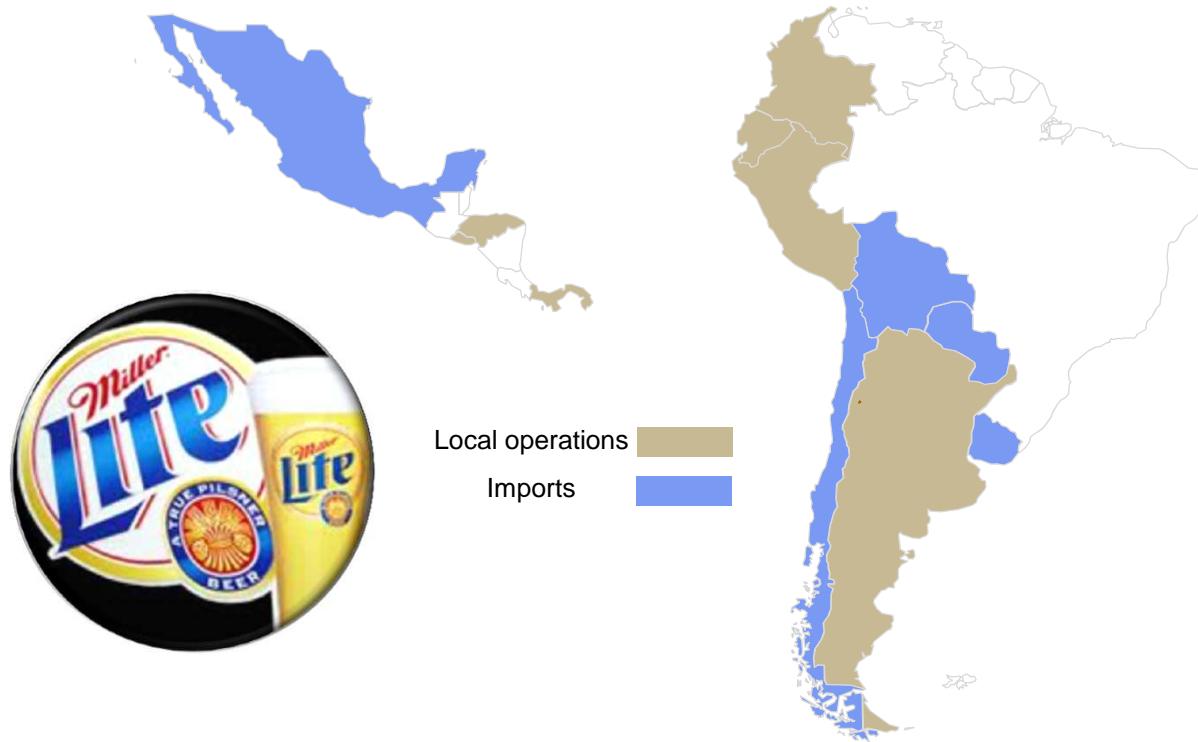 Miller
Lite
A TRUE PILSNER
BEER
Miller
Lite
Local operations
Imports